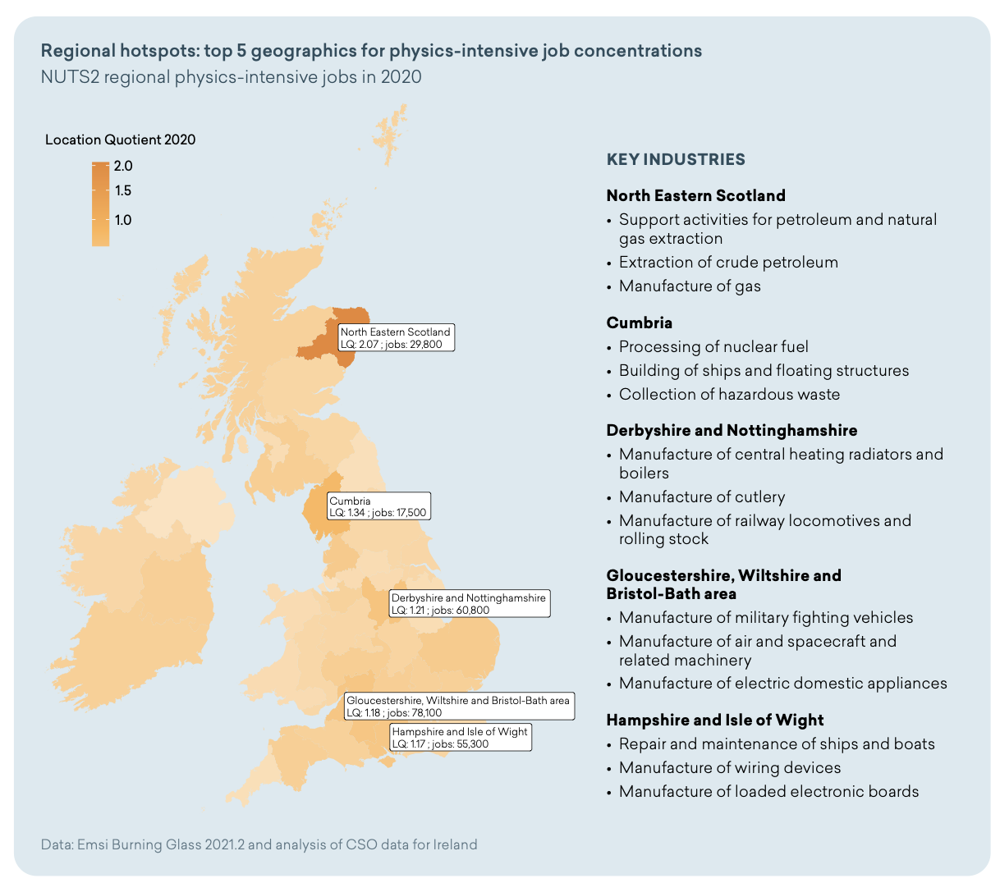 Regional hotspots: top 5 geographics for physics-intensive job concentrations
NUTS2 regional physics-intensive jobs in 2020
Location Quotient 2020
2.0
1.5
1.0
North Eastern Scotland
LQ: 2.07 ; jobs: 29,800
Cumbria
LQ: 1.34 ; jobs: 17,500
Derbyshire and Nottinghamshire
LQ: 1.21 ; jobs: 60,800
Gloucestershire, Wiltshire and Bristol-Bath area
LQ: 1.18 ; jobs: 78,100
Hampshire and Isle of Wight
LQ: 1.17 ; jobs: 55,300
KEY INDUSTRIES
North Eastern Scotland
• Support activities for petroleum and natural
gas extraction
• Extraction of crude petroleum
• Manufacture of gas
Cumbria
• Processing of nuclear fuel
• Building of ships and floating structures
• Collection of hazardous waste
Derbyshire and Nottinghamshire
• Manufacture of central heating radiators and
boilers
• Manufacture of cutlery
• Manufacture of railway locomotives and
rolling stock
Gloucestershire, Wiltshire and
Bristol-Bath area
• Manufacture of military fighting vehicles
• Manufacture of air and spacecraft and
related machinery
• Manufacture of electric domestic appliances
Hampshire and Isle of Wight
• Repair and maintenance of ships and boats
• Manufacture of wiring devices
• Manufacture of loaded electronic boards
Data: Emsi Burning Glass 2021.2 and analysis of CSO data for Ireland